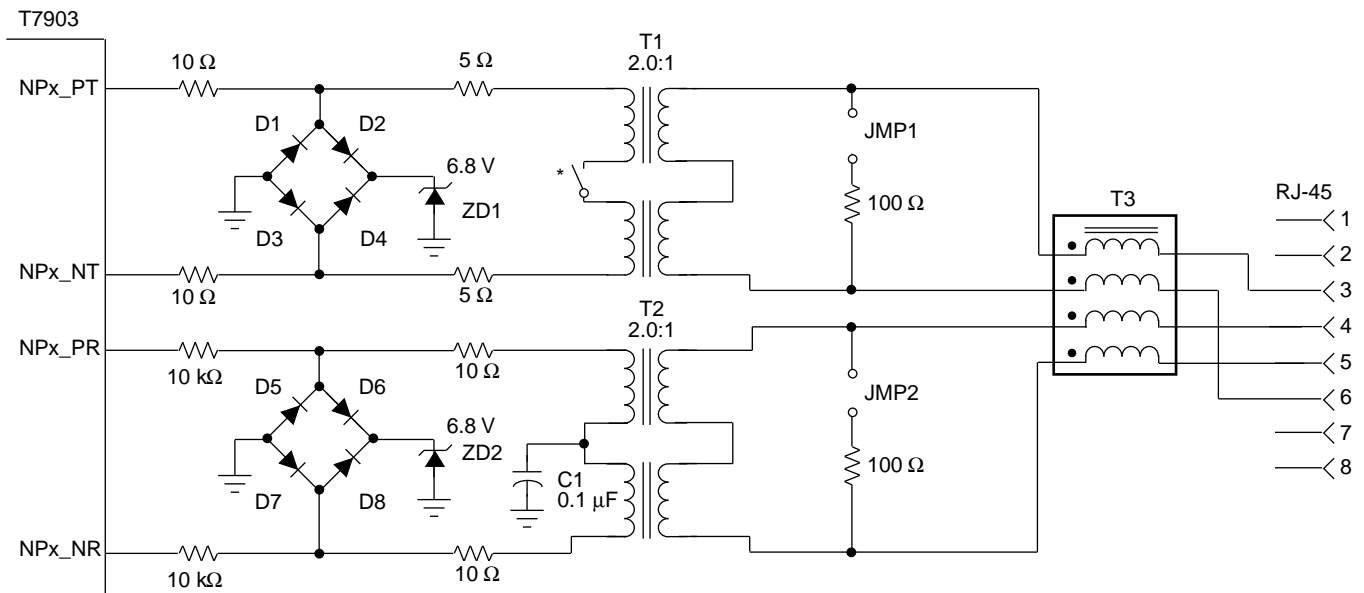 T7903
NPx_PT
10 Ω
5 Ω
T1
2.0:1
D1
D2
6.8 V
ZD1
D3
D4
*
JMP1
100 Ω
NPx_NT
10 Ω
5 Ω
T3
RJ-45
1
2
3
4
5
6
7
8
T2
2.0:1
NPx_PR
10 kΩ
10 Ω
D5
D6
6.8 V
ZD2
D7
D8
C1
0.1 μF
JMP2
100 Ω
NPx_NR
10 kΩ
10 Ω